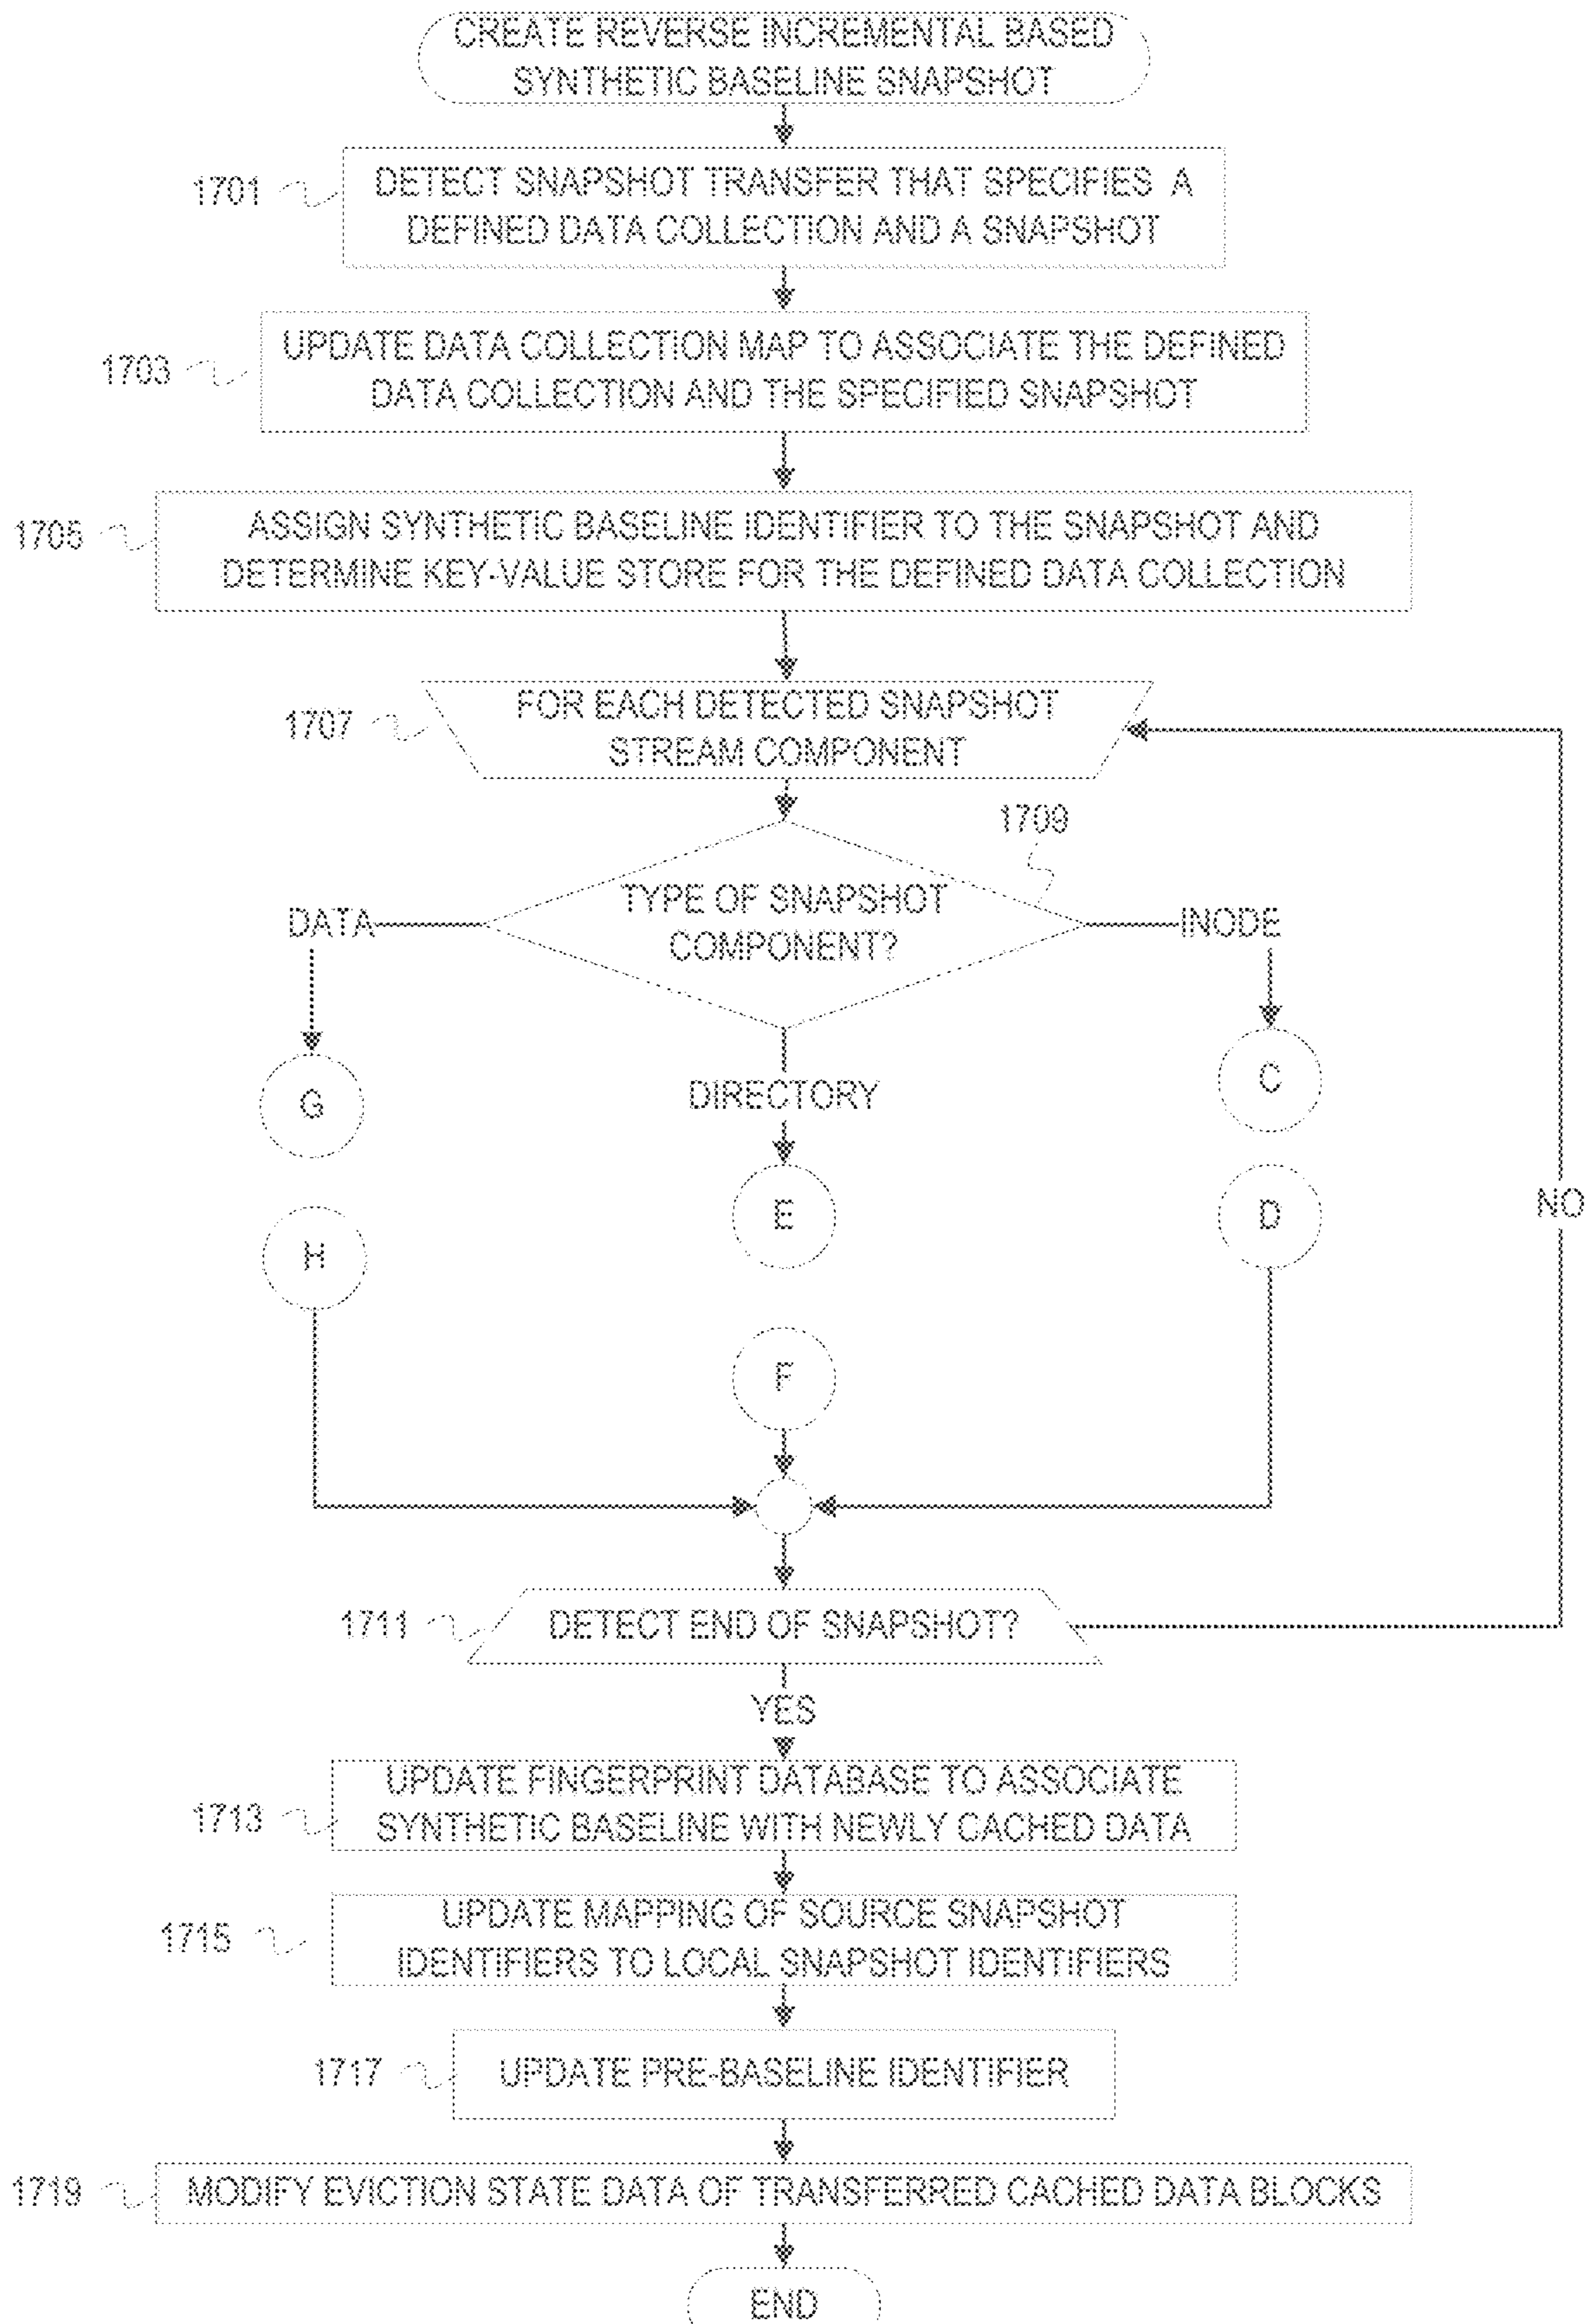 CREATE REVERSE INCREMENTAL BASED
SYNTHETIC BASELINE SNAPSHOT
1701
DETECT SNAPSHOT TRANSFER THAT SPECIFIES A
DEFINED DATA COLLECTION AND A SNAPSHOT
1703
UPDATE DATA COLLECTION MAP TO ASSOCIATE THE DEFINED
DATA COLLECTION AND THE SPECIFIED SNAPSHOT
1705
ASSIGN SYNTHETIC BASELINE IDENTIFIER TO THE SNAPSHOT AND
DETERMINE KEY-VALUE STORE FOR THE DEFINED DATA COLLECTION
1707
FOR EACH DETECTED SNAPSHOT
STREAM COMPONENT
1709
TYPE OF SNAPSHOT
COMPONENT?
DATA
INODE
DIRECTORY
G
C
E
D
H
F
NO
1711
DETECT END OF SNAPSHOT?
YES
1713
UPDATE FINGERPRINT DATABASE TO ASSOCIATE
SYNTHETIC BASELINE WITH NEWLY CACHED DATA
1715
UPDATE MAPPING OF SOURCE SNAPSHOT
IDENTIFIERS TO LOCAL SNAPSHOT IDENTIFIERS
1717
UPDATE PRE-BASELINE IDENTIFIER
1719
MODIFY EVICTION STATE DATA OF TRANSFERRED CACHED DATA BLOCKS
END